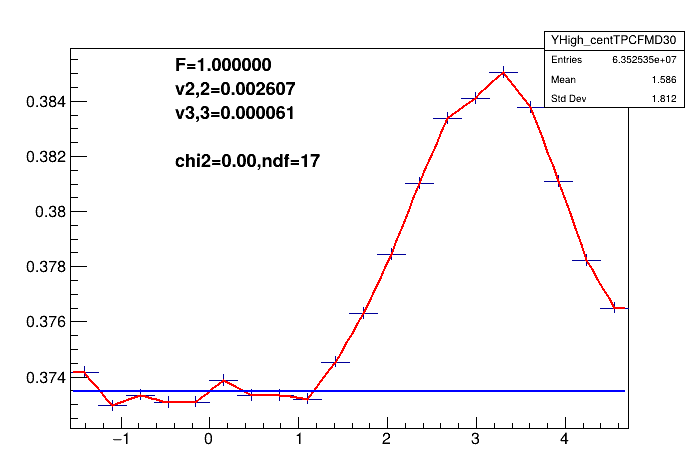 YHigh_centTPCFMD30
Entries 6.352535e+07
Mean 1.586
Std Dev 1.812
F=1.000000
v2,2=0.002607
v3,3=0.000061
chi2=0.00,ndf=17
0.384
0.382
0.38
0.378
0.376
0.374
−1 0 1 2 3 4